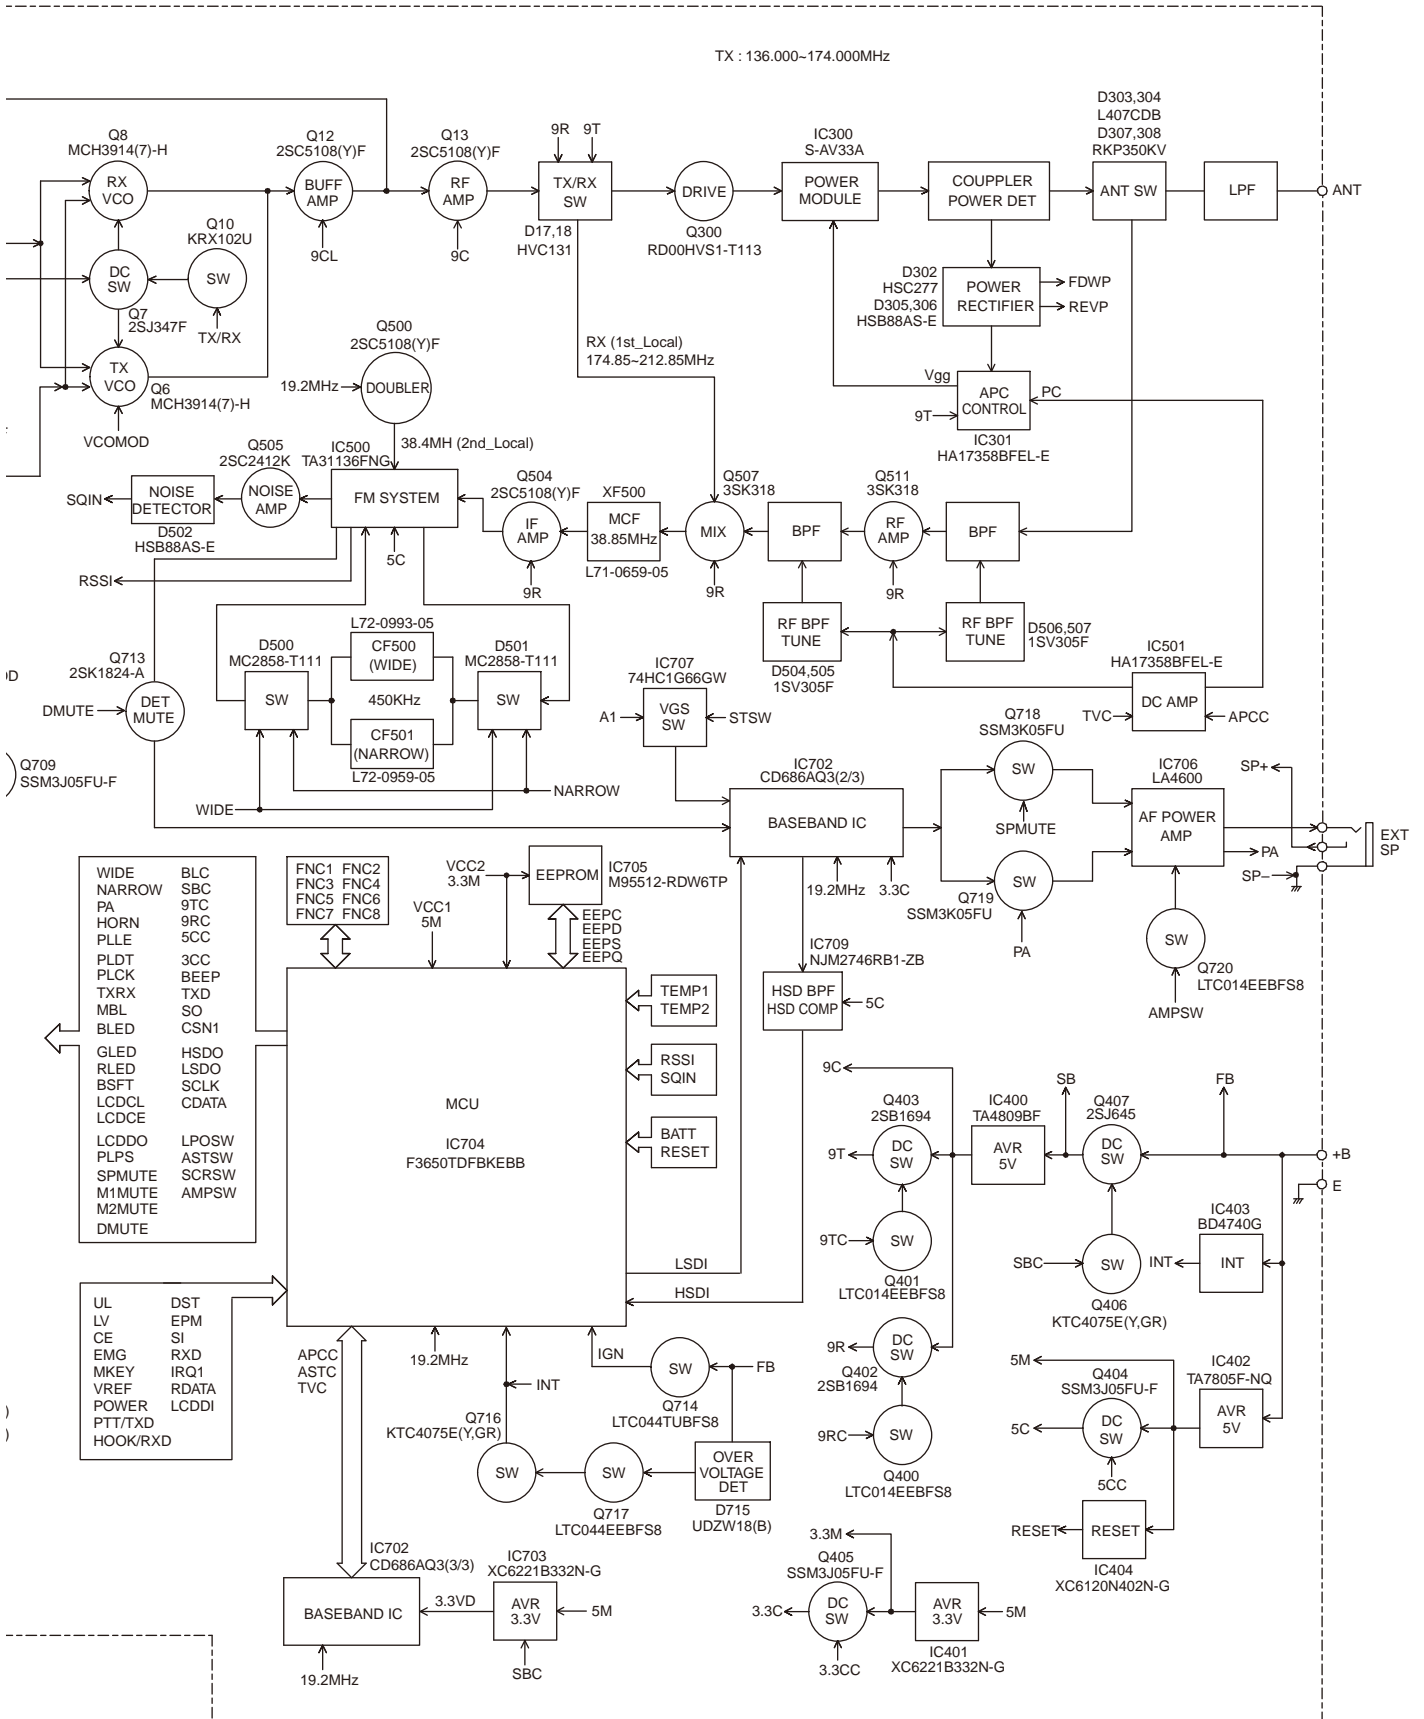 TX : 136.000~174.000MHz
Q8
MCH3914(7)-H
RX
VCO
Q12
2SC5108(Y)F
BUFF
AMP
9CL
Q13
2SC5108(Y)F
RF
AMP
9C
9R
9T
TX/RX
SW
D17,18
HVC131
DRIVE
Q300
RD00HVS1-T113
IC300
S-AV33A
POWER
MODULE
COUPPLER
POWER DET
D303,304
L407CDB
D307,308
RKP350KV
ANT SW
LPF
ANT
Q10
KRX102U
SW
TX/RX
DC
SW
Q7
2SJ347F
TX
VCO
Q6
MCH3914(7)-H
VCOMOD
D302
HSC277
D305,306
HSB88AS-E
POWER
RECTIFIER
FDWP
REVP
Q500
2SC5108(Y)F
19.2MHz
DOUBLER
38.4MH (2nd_Local)
RX (1st_Local)
174.85~212.85MHz
Vgg
APC
CONTROL
PC
9T
IC301
HA17358BFEL-E
SQIN
NOISE
DETECTOR
D502
HSB88AS-E
Q505
2SC2412K
NOISE
AMP
IC500
TA31136FNG
FM SYSTEM
5C
Q504
2SC5108(Y)F
IF
AMP
9R
XF500
MCF
38.85MHz
L71-0659-05
Q507
3SK318
MIX
9R
BPF
Q511
3SK318
RF
AMP
9R
BPF
RSSI
RF BPF
TUNE
D504,505
1SV305F
RF BPF
TUNE
D506,507
1SV305F
IC501
HA17358BFEL-E
DC AMP
TVC
APCC
OD
Q713
2SK1824-A
DMUTE
DET
MUTE
D500
MC2858-T111
SW
L72-0993-05
CF500
(WIDE)
450KHz
CF501
(NARROW)
L72-0959-05
D501
MC2858-T111
SW
NARROW
WIDE
Q709
SSM3J05FU-F
IC707
74HC1G66GW
A1
VGS
SW
STSW
IC702
CD686AQ3(2/3)
BASEBAND IC
19.2MHz
3.3C
Q718
SSM3K05FU
SW
SPMUTE
SW
Q719
SSM3K05FU
PA
IC706
LA4600
AF POWER
AMP
PA
SP+
SP–
EXT
SP
SW
Q720
LTC014EEBFS8
AMPSW
WIDE
NARROW
PA
HORN
PLLE
PLDT
PLCK
TXRX
MBL
BLED
GLED
RLED
BSFT
LCDCL
LCDCE
LCDDO
PLPS
SPMUTE
M1MUTE
M2MUTE
DMUTE
BLC
SBC
9TC
9RC
5CC
3CC
BEEP
TXD
SO
CSN1
HSDO
LSDO
SCLK
CDATA
LPOSW
ASTSW
SCRSW
AMPSW
FNC1 FNC2
FNC3 FNC4
FNC5 FNC6
FNC7 FNC8
VCC1
5M
VCC2
3.3M
EEPROM
IC705
M95512-RDW6TP
EEPC
EEPD
EEPS
EEPQ
MCU
IC704
F3650TDFBKEBB
TEMP1
TEMP2
RSSI
SQIN
BATT
RESET
IC709
NJM2746RB1-ZB
HSD BPF
HSD COMP
5C
LSDI
HSDI
9C
Q403
2SB1694
9T
DC
SW
9TC
SW
Q401
LTC014EEBFS8
9R
DC
SW
Q402
2SB1694
9RC
SW
Q400
LTC014EEBFS8
IC400
TA4809BF
AVR
5V
SB
Q407
2SJ645
DC
SW
FB
+B
E
SBC
SW
Q406
KTC4075E(Y,GR)
IC403
BD4740G
INT
INT
5M
Q404
SSM3J05FU-F
5C
DC
SW
5CC
IC402
TA7805F-NQ
AVR
5V
RESET
RESET
IC404
XC6120N402N-G
UL
LV
CE
EMG
MKEY
VREF
POWER
PTT/TXD
HOOK/RXD
DST
EPM
SI
RXD
IRQ1
RDATA
LCDDI
APCC
ASTC
TVC
19.2MHz
INT
IGN
SW
Q714
LTC044TUBFS8
FB
Q716
KTC4075E(Y,GR)
SW
SW
Q717
LTC044EEBFS8
OVER
VOLTAGE
DET
D715
UDZW18(B)
IC702
CD686AQ3(3/3)
BASEBAND IC
19.2MHz
3.3VD
IC703
XC6221B332N-G
AVR
3.3V
5M
SBC
3.3M
Q405
SSM3J05FU-F
3.3C
DC
SW
3.3CC
AVR
3.3V
5M
IC401
XC6221B332N-G